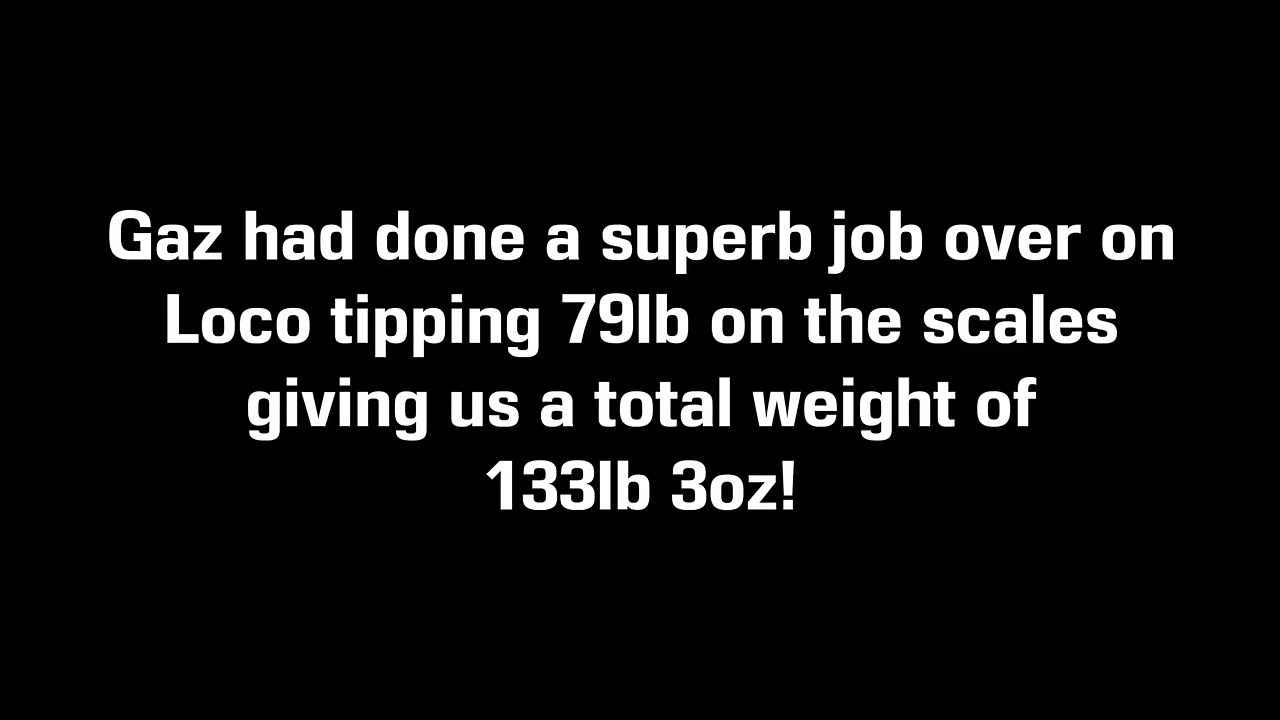 Gaz had done a superb job over on
Loco tipping 79lb on the scales
giving us a total weight of
133lb 3oz!